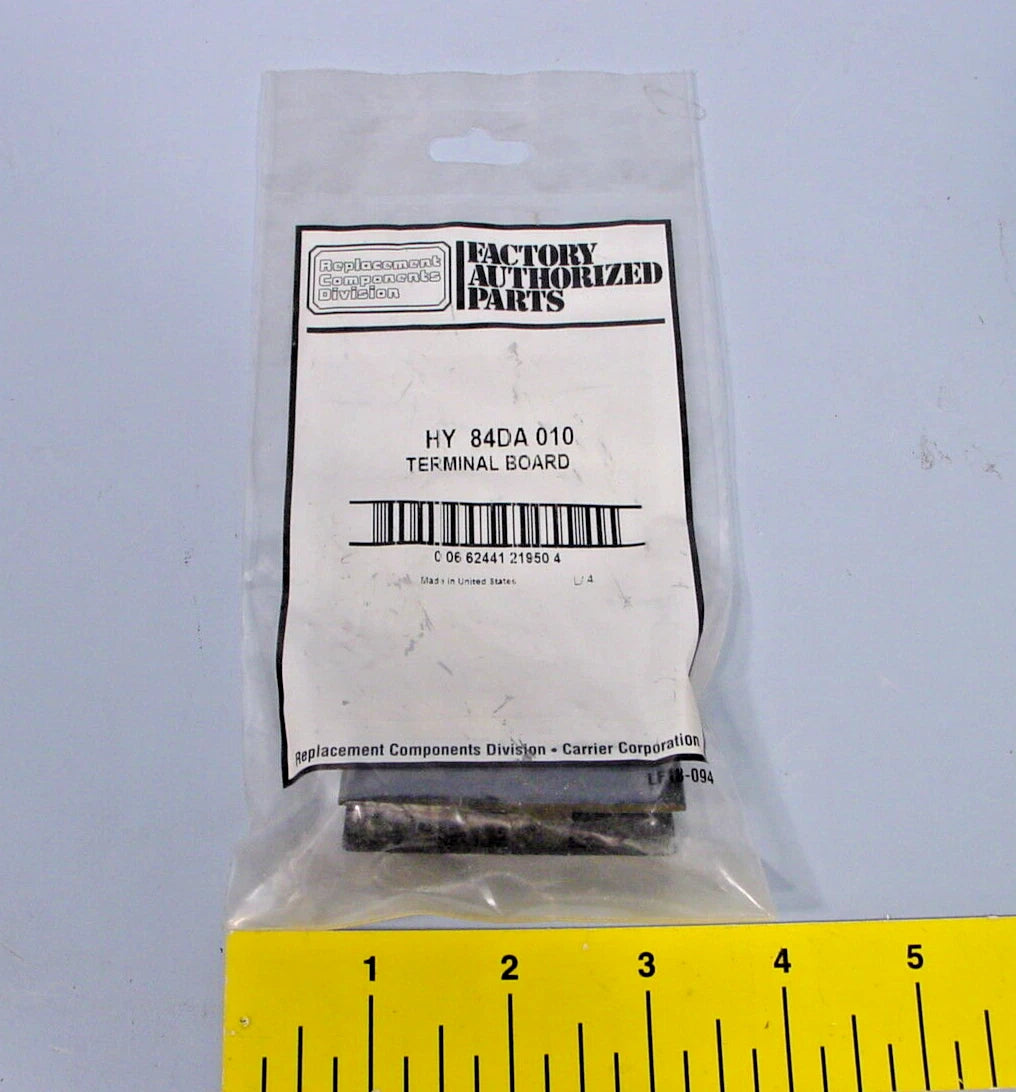 Replacement
Components
Division
FACTORY
AUTHORIZED
PARTS
HY 84DA 010
TERMINAL BOARD
0 06 62441 21950 4
Made in United States
Replacement Components Division • Carrier Corporation
1 2 3 4 5